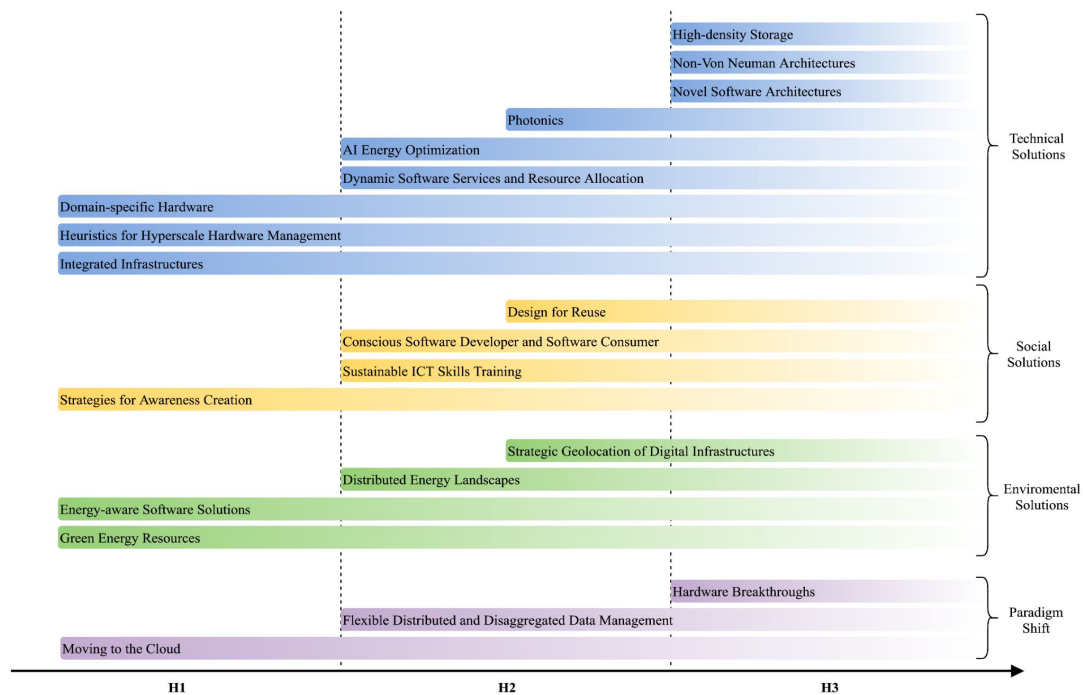 High-density Storage
Non-Von Neuman Architectures
Novel Software Architectures
Photonics
AI Energy Optimization
Dynamic Software Services and Resource Allocation
Domain-specific Hardware
Heuristics for Hyperscale Hardware Management
Integrated Infrastructures
Technical
Solutions
Design for Reuse
Conscious Software Developer and Software Consumer
Sustainable ICT Skills Training
Strategies for Awareness Creation
Social
Solutions
Strategic Geolocation of Digital Infrastructures
Distributed Energy Landscapes
Energy-aware Software Solutions
Green Energy Resources
Enviromental
Solutions
Hardware Breakthroughs
Flexible Distributed and Disaggregated Data Management
Moving to the Cloud
Paradigm
Shift
H1
H2
H3